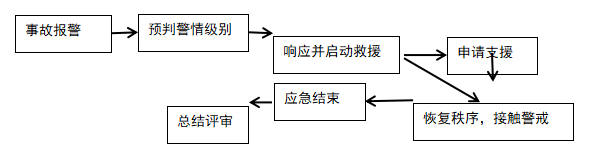 事故报警
预判警情级别
响应并启动救援
申请支援
恢复秩序，接触警戒
应急结束
总结评审